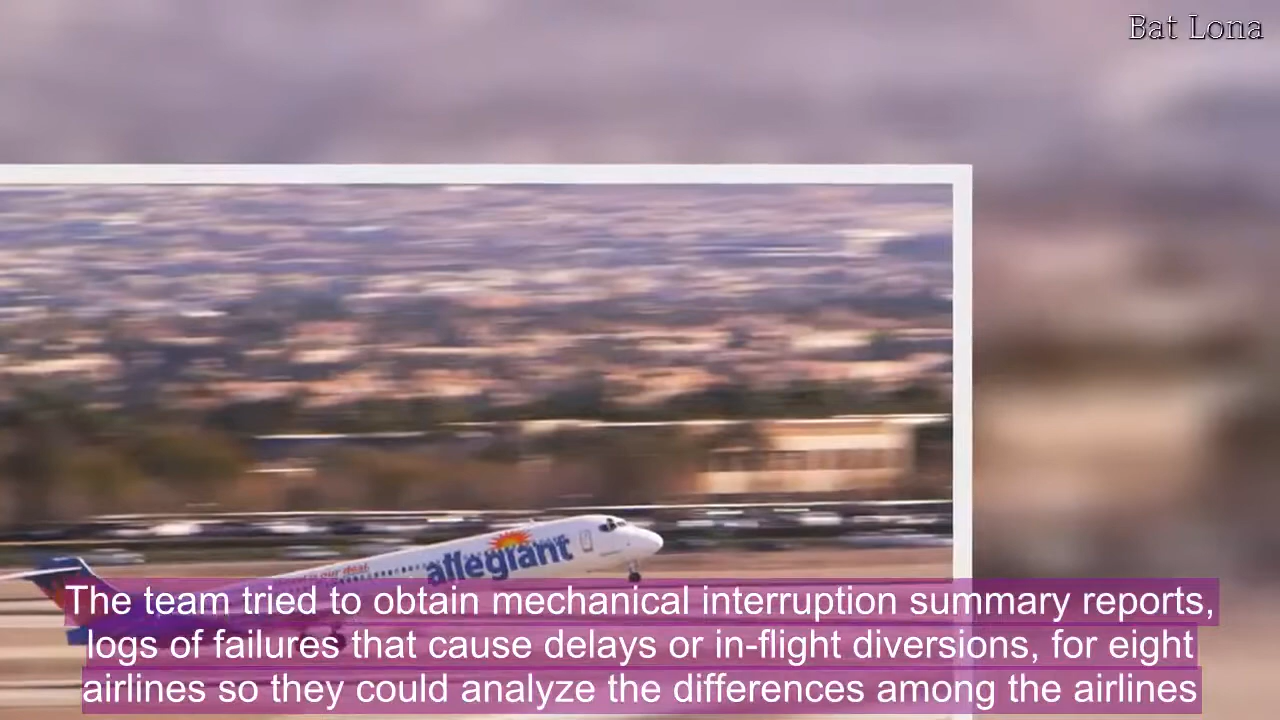 Bat Lona
allegiant
The team tried to obtain mechanical interruption summary reports,
logs of failures that cause delays or in-flight diversions, for eight
airlines so they could analyze the differences among the airlines